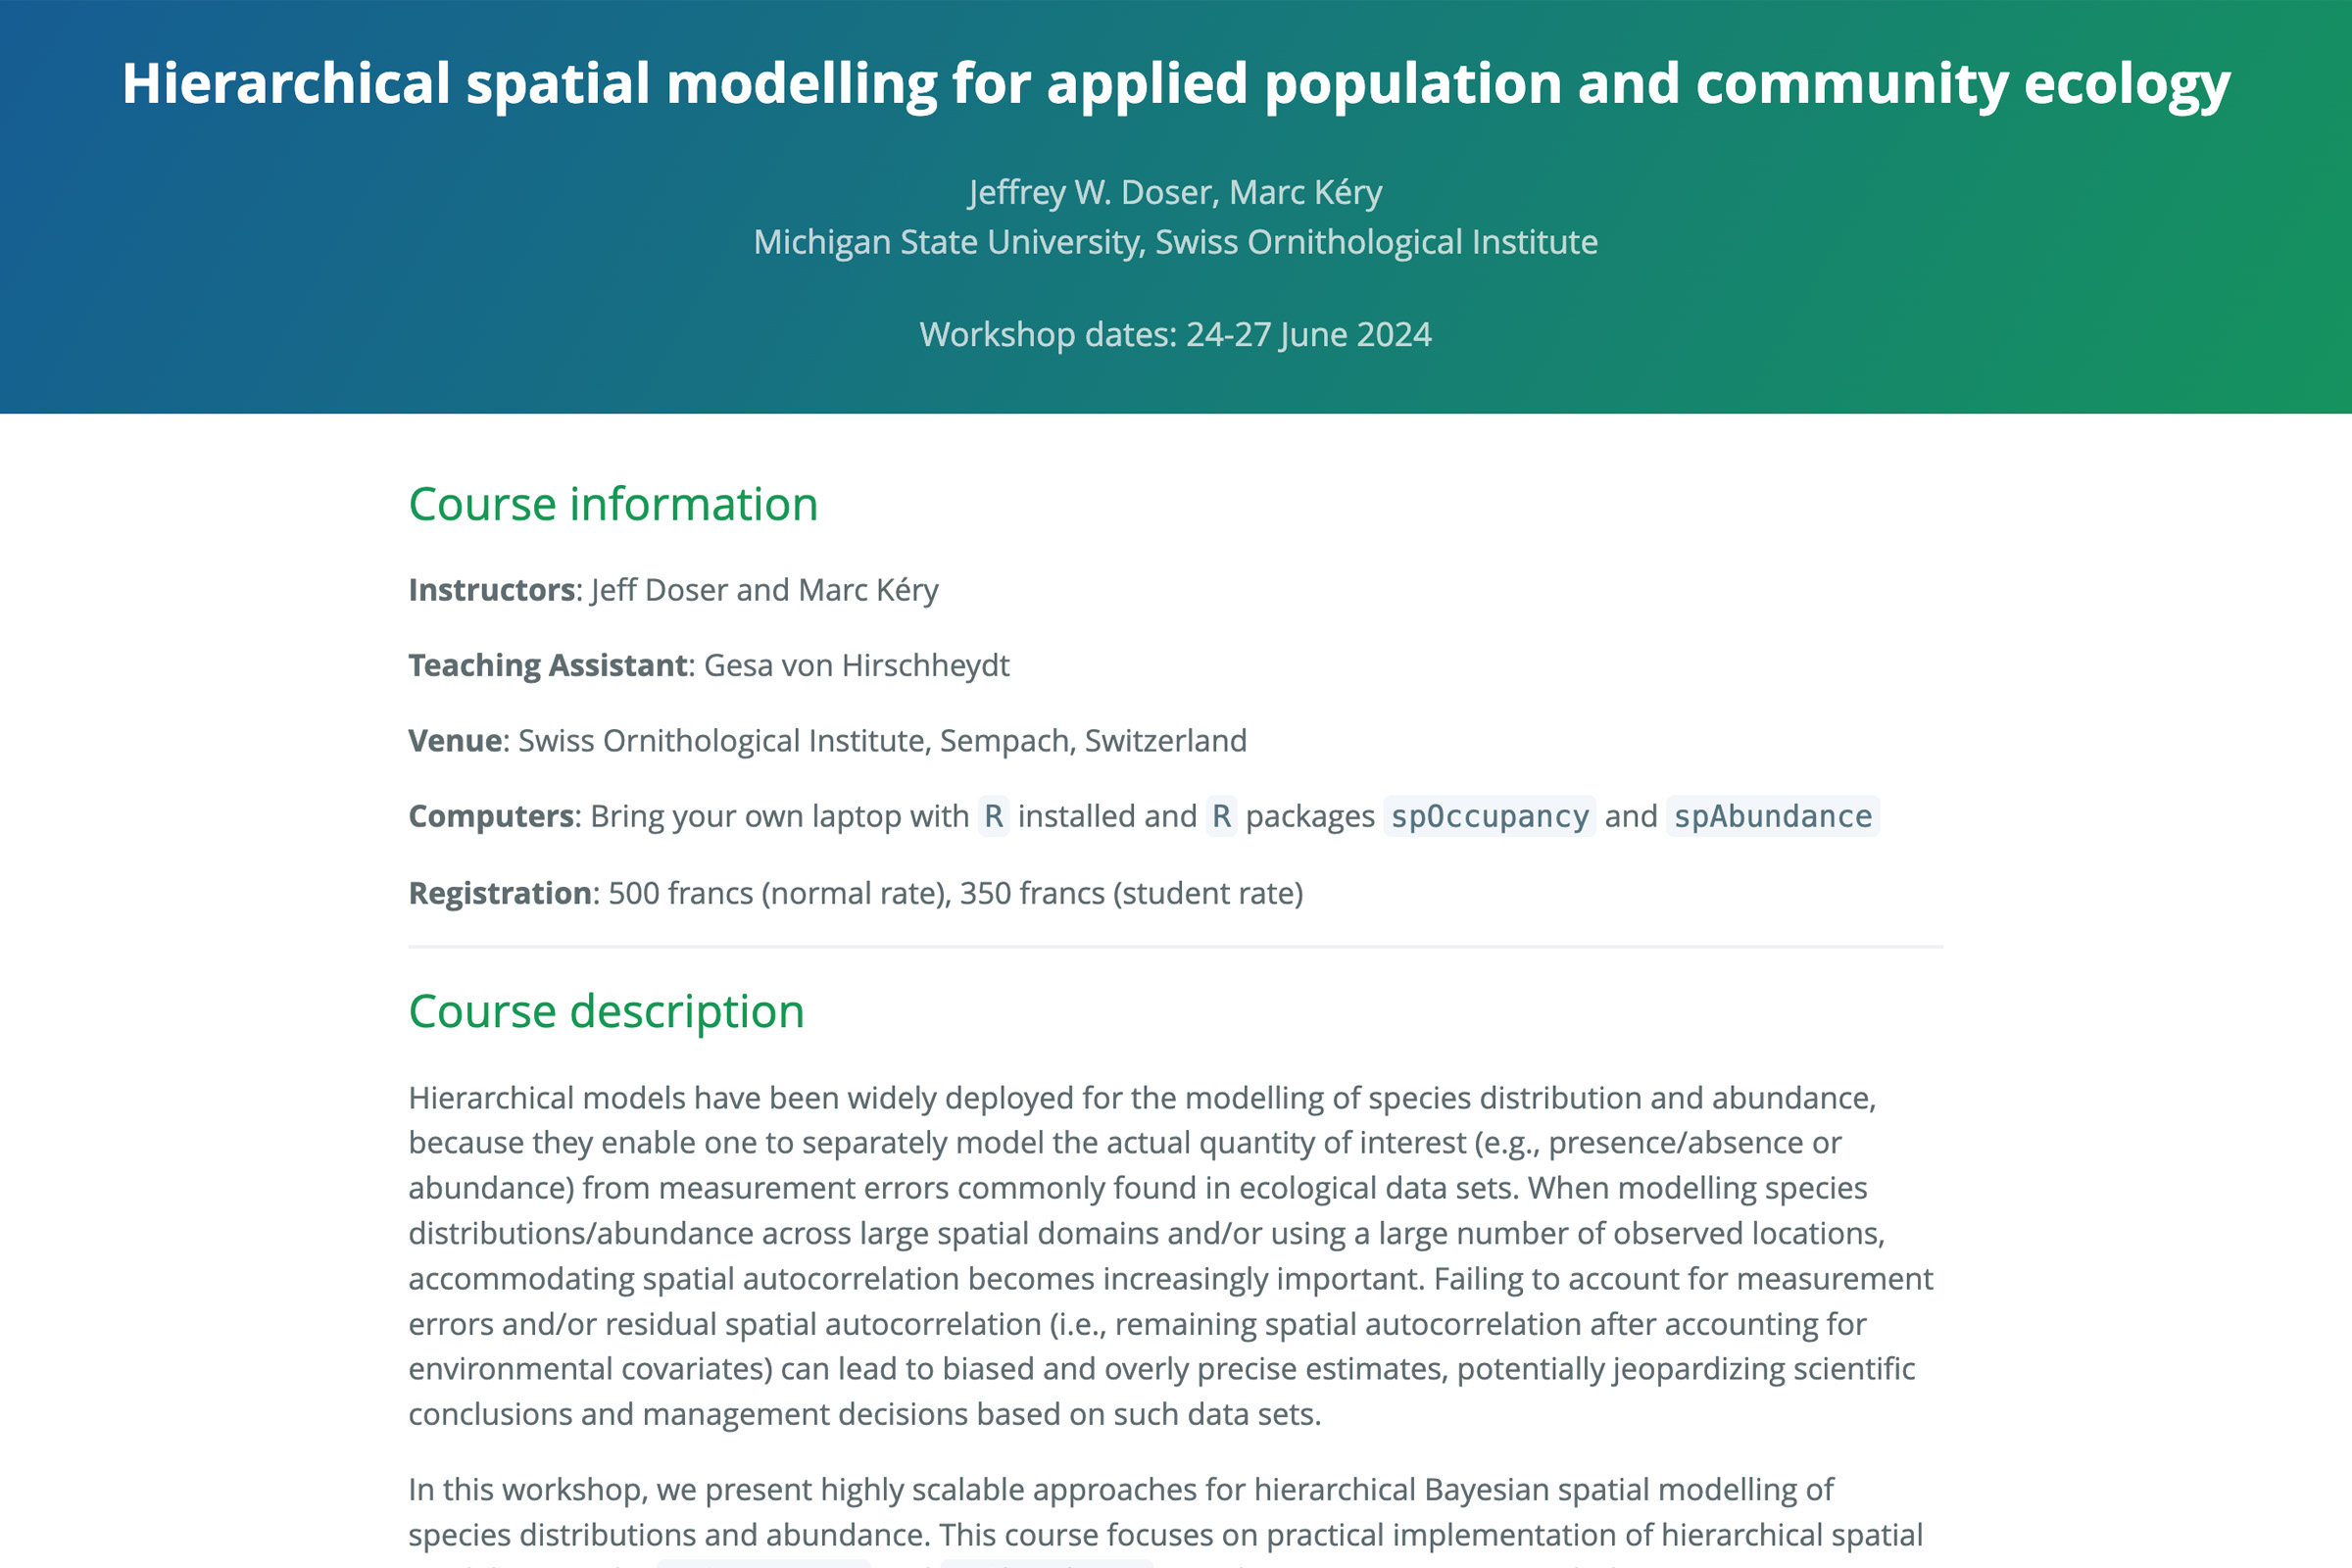 Hierarchical spatial modelling for applied population and community ecology
Jeffrey W. Doser, Marc Kéry
Michigan State University, Swiss Ornithological Institute
Workshop dates: 24-27 June 2024
Course information
Instructors: Jeff Doser and Marc Kéry
Teaching Assistant: Gesa von Hirschheydt
Venue: Swiss Ornithological Institute, Sempach, Switzerland
Computers: Bring your own laptop with R installed and R packages spOccupancy and spAbundance
Registration: 500 francs (normal rate), 350 francs (student rate)
Course description
Hierarchical models have been widely deployed for the modelling of species distribution and abundance,
because they enable one to separately model the actual quantity of interest (e.g., presence/absence or
abundance) from measurement errors commonly found in ecological data sets. When modelling species
distributions/abundance across large spatial domains and/or using a large number of observed locations,
accommodating spatial autocorrelation becomes increasingly important. Failing to account for measurement
errors and/or residual spatial autocorrelation (i.e., remaining spatial autocorrelation after accounting for
environmental covariates) can lead to biased and overly precise estimates, potentially jeopardizing scientific
conclusions and management decisions based on such data sets.
In this workshop, we present highly scalable approaches for hierarchical Bayesian spatial modelling of
species distributions and abundance. This course focuses on practical implementation of hierarchical spatial